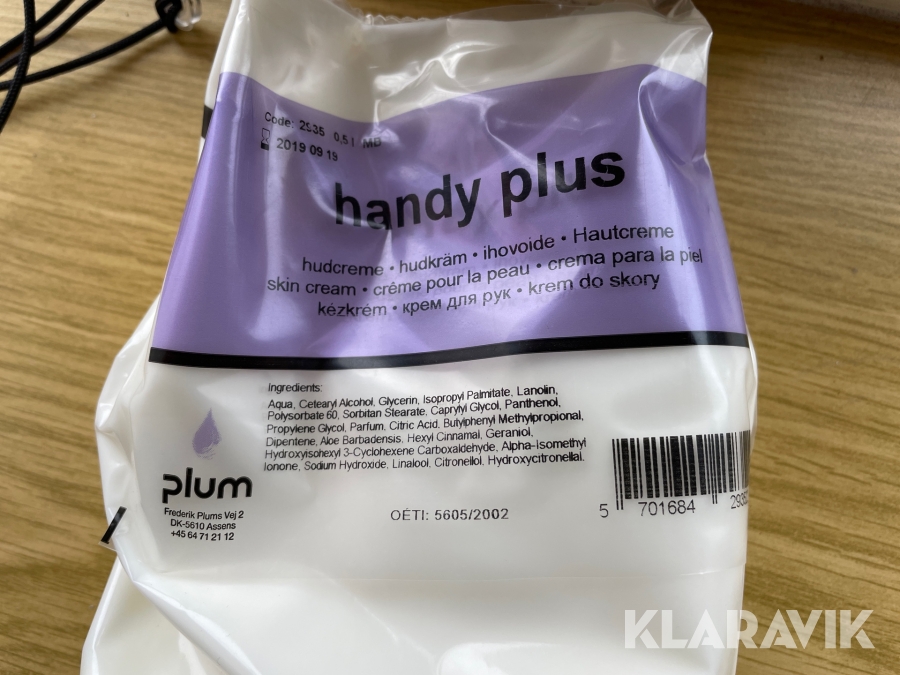 Code: 2935 0,5 l MB
2019 09 19
handy plus
hudcreme • hudkräm • ihovoide • Hautcreme
skin cream • créme pour la peau • crema para la piel
kézkrém • крем для рук • krem do skory
Ingredients:
Aqua, Cetearyl Alcohol, Glycerin, Isopropyl Palmitate, Lanolin,
Polysorbate 60, Sorbitan Stearate, Caprylyl Glycol, Panthenol,
Propylene Glycol, Parfum, Citric Acid, Butylphenyl Methylpropional,
Dipentene, Aloe Barbadensis, Hexyl Cinnamal, Geraniol,
Hydroxyisohexyl 3-Cyclohexene Carboxaldehyde, Alpha-Isomethyl
Ionone, Sodium Hydroxide, Linalool, Citronellol, Hydroxycitronellal.
plum
Frederik Plums Vej 2
DK-5610 Assens
+45 64 71 21 12
OÉTI: 5605/2002
5 701684
KLARAVIK